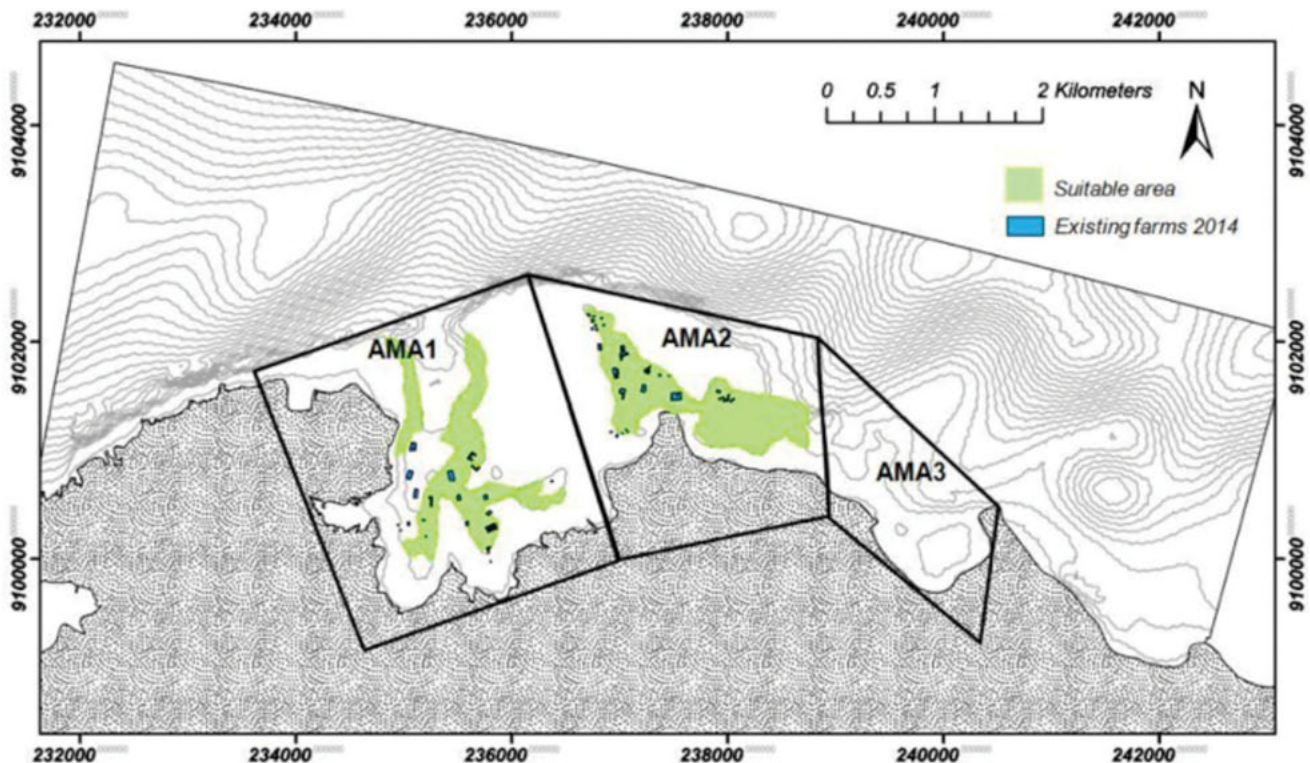 232000 234000 236000 238000 240000 242000
0 0.5 1 2 Kilometers N
9104000 9104000
Suitable area
Existing farms 2014
9102000 9102000
AMA1 AMA2
AMA3
9100000 9100000
232000 234000 236000 238000 240000 242000